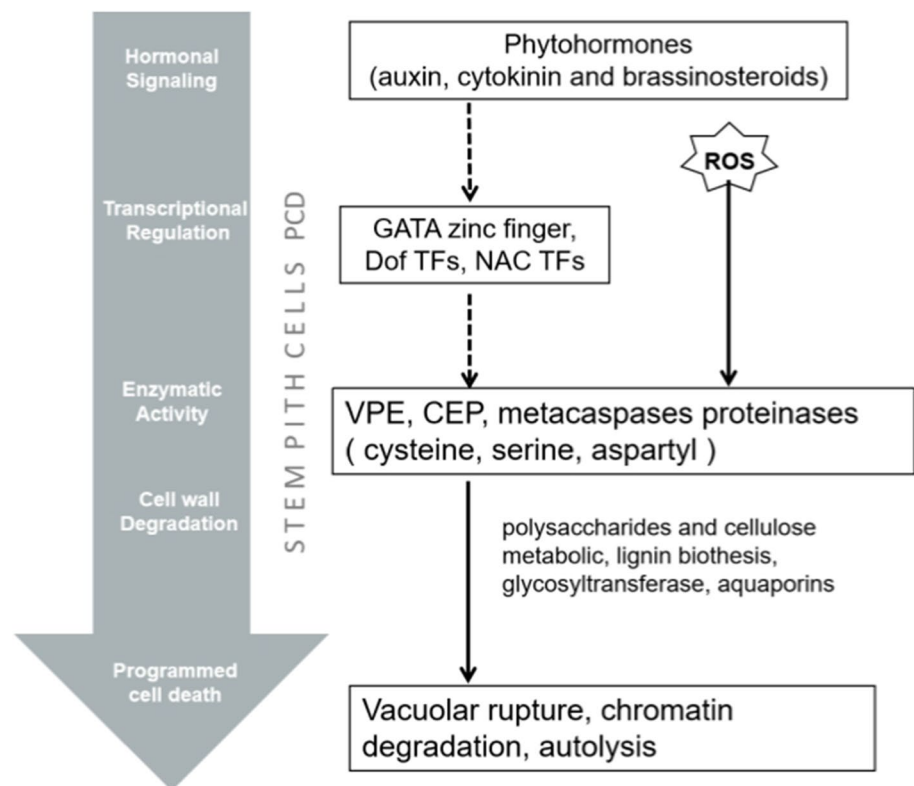 Hormonal
Signaling
Phytohormones
(auxin, cytokinin and brassinosteroids)
ROS
Transcriptional
Regulation
GATA zinc finger,
Dof TFs, NAC TFs
STEM PITH CELLS PCD
Enzymatic
Activity
VPE, CEP, metacaspases proteinases
( cysteine, serine, aspartyl )
Cell wall
Degradation
polysaccharides and cellulose
metabolic, lignin biothesis,
glycosyltransferase, aquaporins
Programmed
cell death
Vacuolar rupture, chromatin
degradation, autolysis